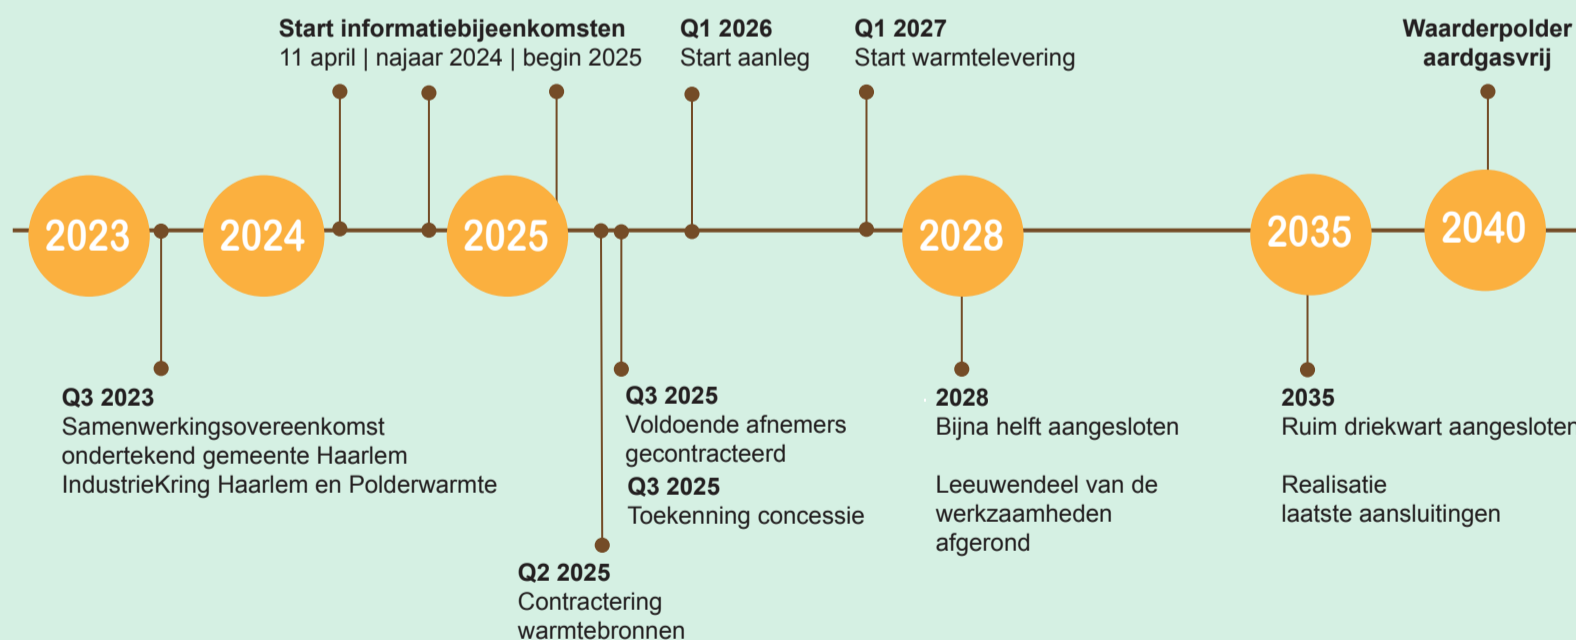 Start informatiebijeenkomsten
11 april | najaar 2024 | begin 2025
Q1 2026
Start aanleg
Q1 2027
Start warmtelevering
Waarderpolder
aardgasvrij
2023
2024
2025
2028
2035
2040
Q3 2023
Samenwerkingsovereenkomst
ondertekend gemeente Haarlem
IndustrieKring Haarlem en Polderwarmte
Q3 2025
Voldoende afnemers
gecontracteerd
Q3 2025
Toekenning concessie
Q2 2025
Contractering
warmtebronnen
2028
Bijna helft aangesloten
Leeuwendeel van de
werkzaamheden
afgerond
2035
Ruim driekwart aangesloten
Realisatie
laatste aansluitingen